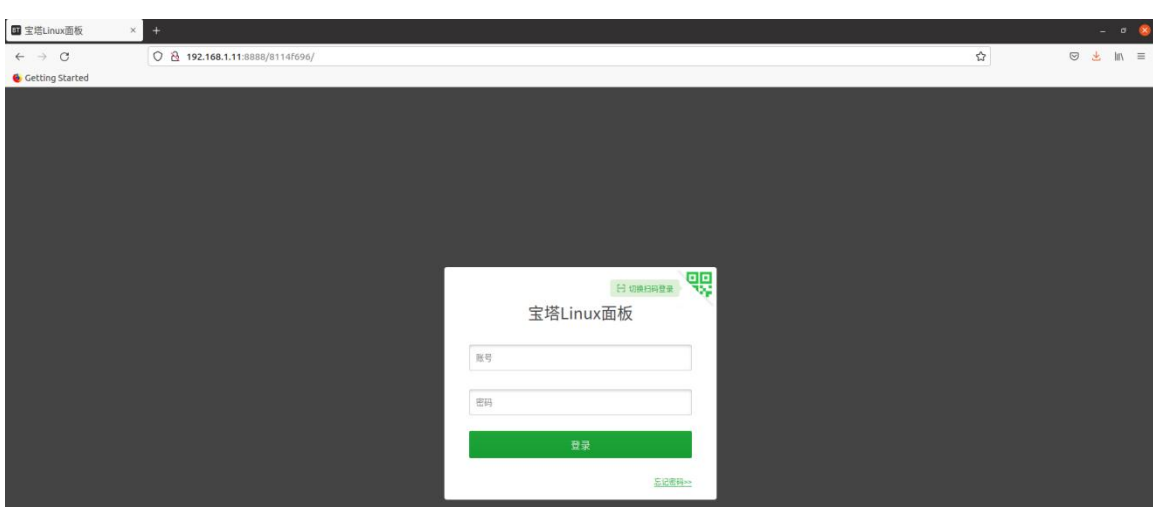 BT 宝塔Linux面板
192.168.1.11:8888/8114f696/
Getting Started
切换扫码登录
宝塔Linux面板
账号
密码
登录
忘记密码>>